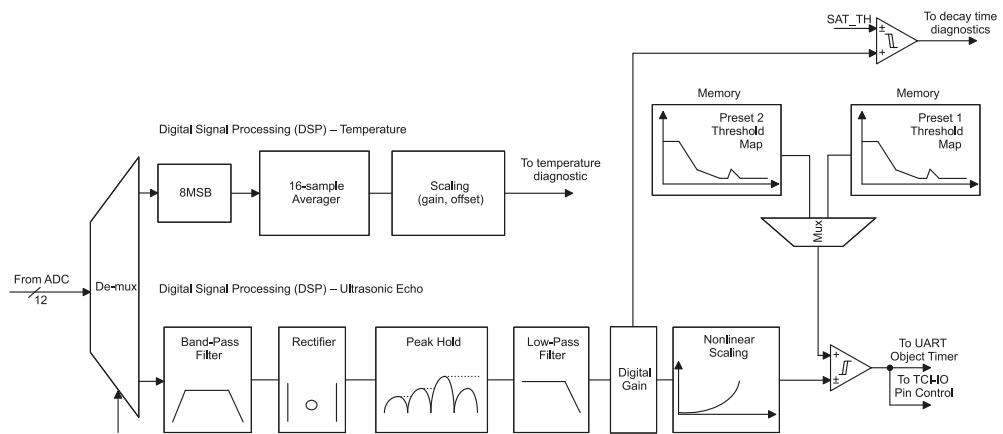 SAT_TH
±
+
To decay time
diagnostics
Memory
Memory
Preset 2
Threshold
Map
Preset 1
Threshold
Map
Digital Signal Processing (DSP) – Temperature
8MSB
16-sample
Averager
Scaling
(gain, offset)
To temperature
diagnostic
Mux
From ADC
12
De-mux
Digital Signal Processing (DSP) – Ultrasonic Echo
Band-Pass
Filter
Rectifier
Peak Hold
Low-Pass
Filter
Digital
Gain
Nonlinear
Scaling
+
±
To UART
Object Timer
To TCI-IO
Pin Control